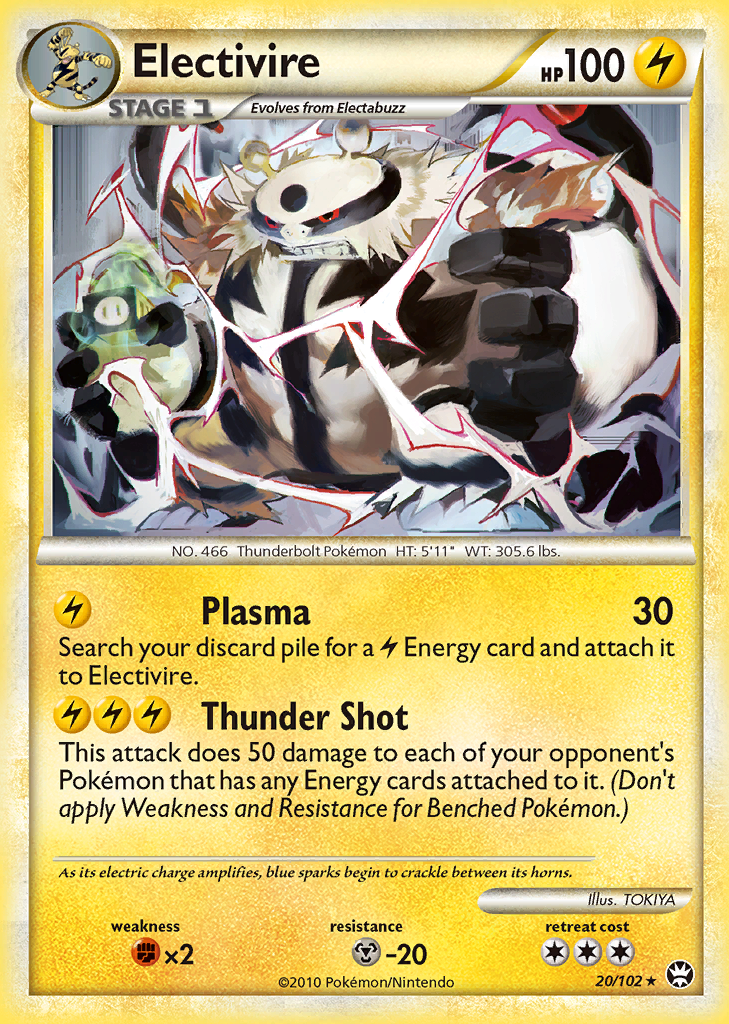 Electivire
HP100
STAGE 1
Evolves from Electabuzz
NO. 466 Thunderbolt Pokémon HT: 5'11" WT: 305.6 lbs.
Plasma 30
Search your discard pile for a Energy card and attach it
to Electivire.
Thunder Shot
This attack does 50 damage to each of your opponent's
Pokémon that has any Energy cards attached to it. (Don't
apply Weakness and Resistance for Benched Pokémon.)
As its electric charge amplifies, blue sparks begin to crackle between its horns.
Illus. TOKIYA
weakness resistance retreat cost
×2 -20
©2010 Pokémon/Nintendo 20/102 ★